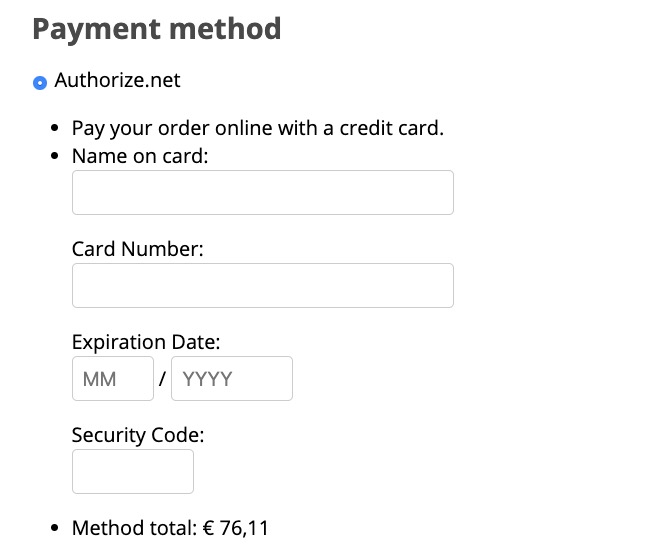 Payment method
Authorize.net
• Pay your order online with a credit card.
• Name on card:
Card Number:
Expiration Date:
MM / YYYY
Security Code:
• Method total: € 76,11